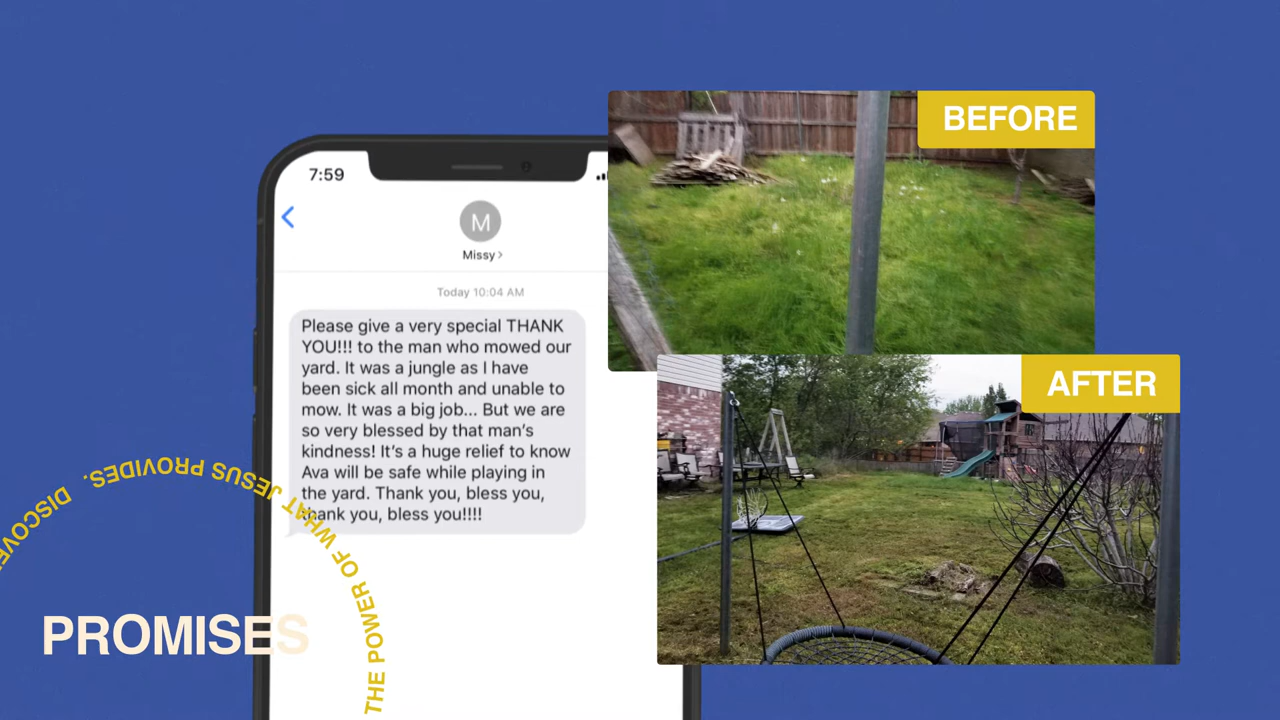 7:59
M
Missy >
Today 10:04 AM
Please give a very special THANK
YOU!!! to the man who mowed our
yard. It was a jungle as I have
been sick all month and unable to
mow. It was a big job... But we are
so very blessed by that man's
kindness! It's a huge relief to know
Ava will be safe while playing in
the yard. Thank you, bless you,
thank you, bless you!!!!
BEFORE
AFTER
THE POWER OF WHAT JESUS PROVIDES.
PROMISES